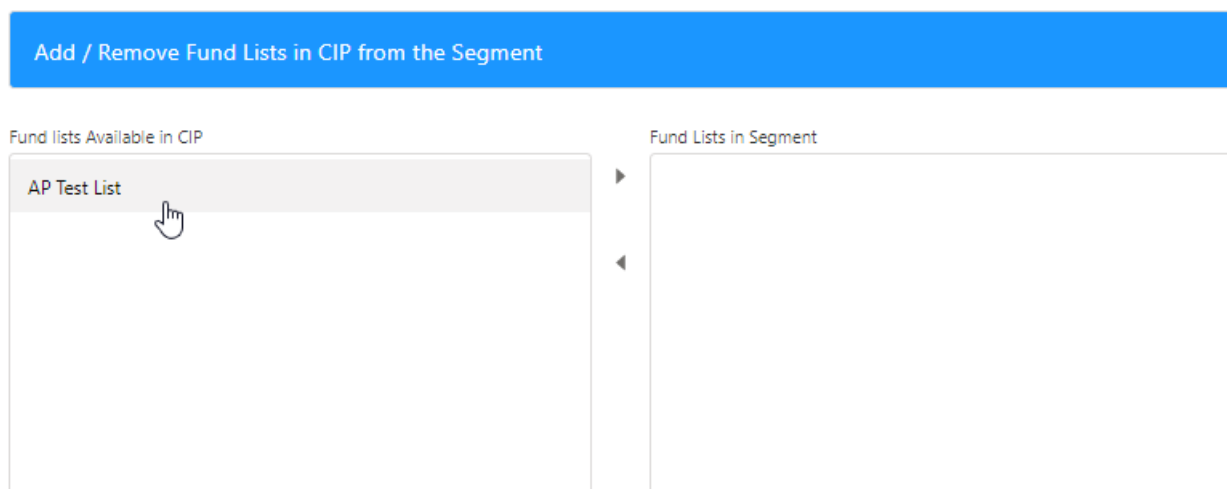 Add / Remove Fund Lists in CIP from the Segment
Fund lists Available in CIP
Fund Lists in Segment
AP Test List